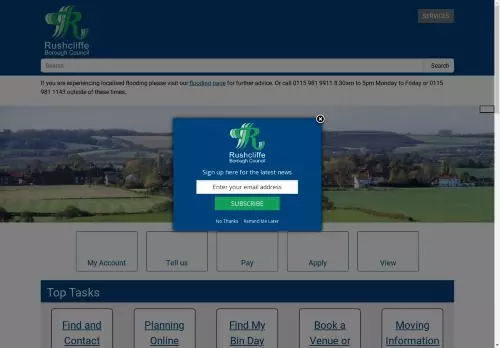 Rushcliffe
Borough Council
SERVICES
Search
Search
If you are experiencing localised flooding please visit our flooding page for further advice. Or call 0115 981 9911 8.30am to 5pm Monday to Friday or 0115
981 1143 outside of these times.
Rushcliffe
Borough Council
Sign up here for the latest news
Enter your email address
SUBSCRIBE
No Thanks
Remind Me Later
My Account
Tell us
Pay
Apply
View
Top Tasks
Find and
Contact
Planning
Online
Find My
Bin Day
Book a
Venue or
Moving
Information